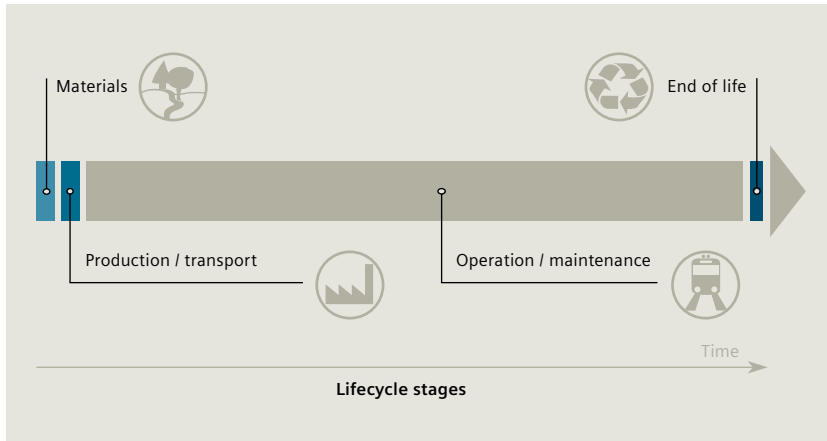 Materials
End of life
Production / transport
Operation / maintenance
Time
Lifecycle stages